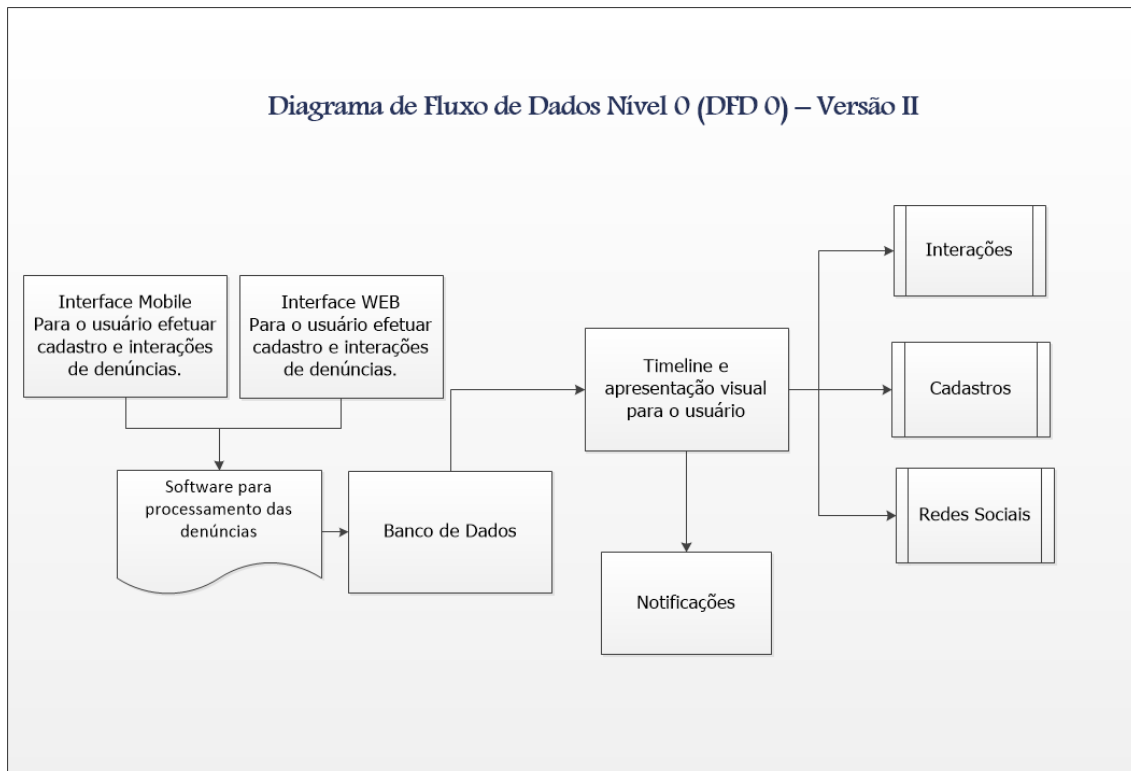 Diagrama de Fluxo de Dados Nível 0 (DFD 0) – Versão II
Interface Mobile
Para o usuário efetuar
cadastro e interações
de denúncias.
Interface WEB
Para o usuário efetuar
cadastro e interações
de denúncias.
Software para
processamento das
denúncias
Banco de Dados
Timeline e
apresentação visual
para o usuário
Notificações
Interações
Cadastros
Redes Sociais